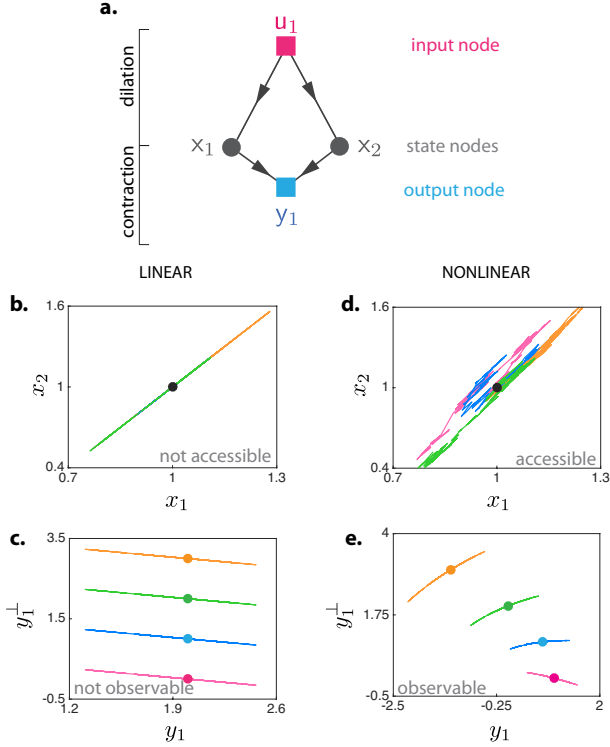 a.
u1
input node
dilation
x1
x2
state nodes
contraction
output node
y1
LINEAR
NONLINEAR
b.
1.6
x2
1
0.4
not accessible
0.7
1
1.3
x1
d.
1.6
x2
1
0.4
accessible
0.7
1
1.3
x1
c.
3.5
y1⊥
1.5
-0.5
not observable
1.2
1.9
2.6
y1
e.
4
y1⊥
1.75
-0.5
observable
-2.5
-0.25
2
y1